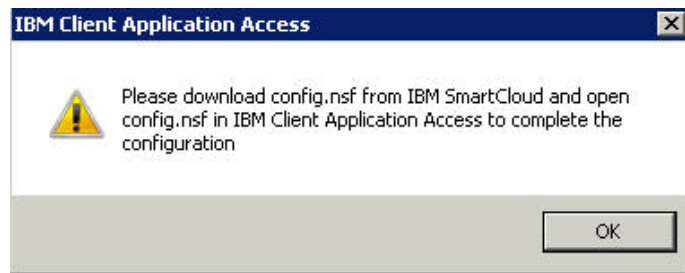 IBM Client Application Access
Please download config.nsf from IBM SmartCloud and open
config.nsf in IBM Client Application Access to complete the
configuration
OK